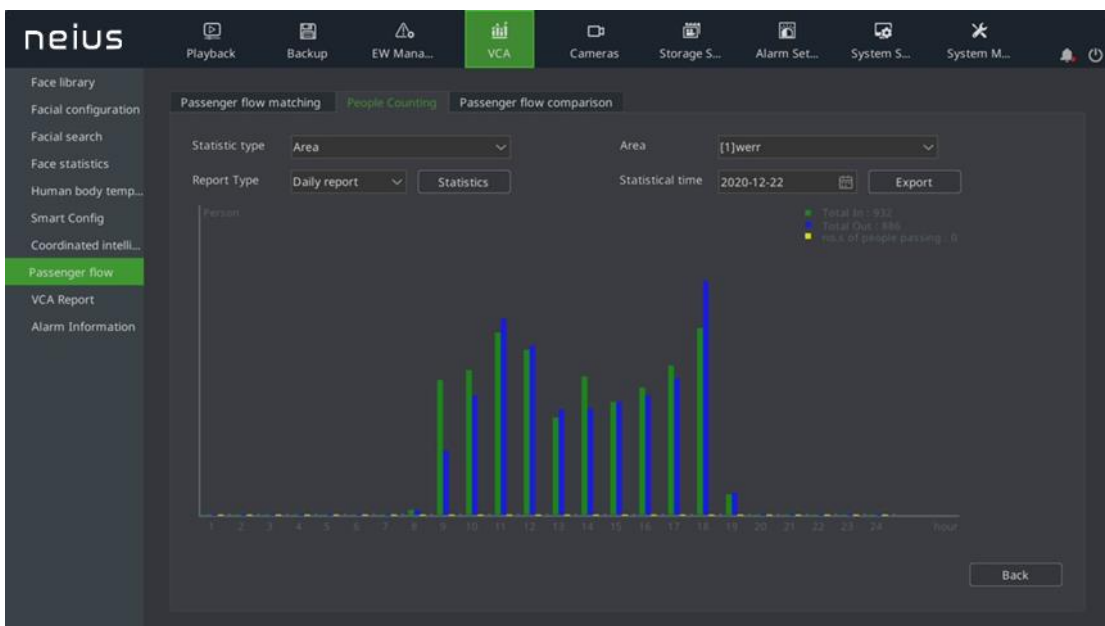 neius
Playback Backup EW Mana... VCA Cameras Storage S... Alarm Set... System S... System M...
Face library
Facial configuration
Facial search
Face statistics
Human body temp...
Smart Config
Coordinated intelli...
Passenger flow
VCA Report
Alarm Information
Passenger flow matching People Counting Passenger flow comparison
Statistic type Area Area [1]werr
Report Type Daily report Statistics Statistical time 2020-12-22 Export
Person
Total In : 932
Total Out : 886
no.s of people passing : 0
1 2 3 4 5 6 7 8 9 10 11 12 13 14 15 16 17 18 19 20 21 22 23 24 hour
Back